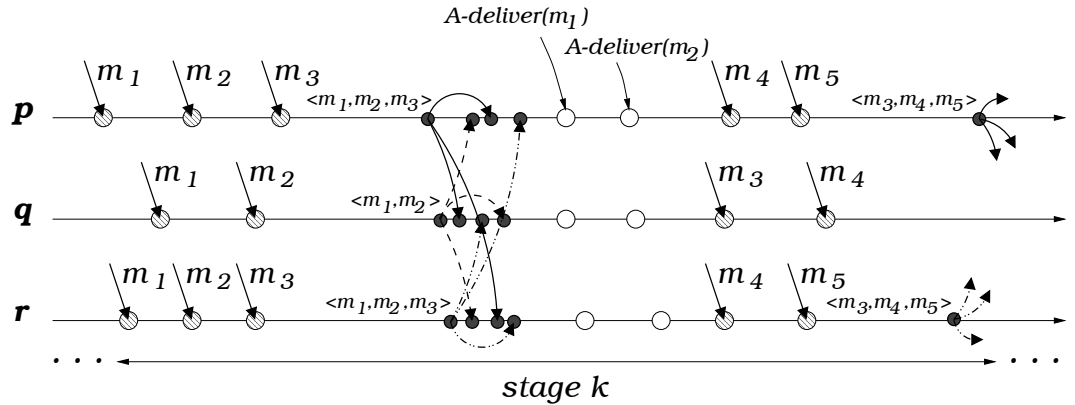 A-deliver(m1)
A-deliver(m2)
m1 m2 m3 m4 m5
p <m1,m2,m3> <m3,m4,m5>
m1 m2 m3 m4
q <m1,m2>
m1 m2 m3 m4 m5
r <m1,m2,m3> <m3,m4,m5>
. . . . . .
stage k